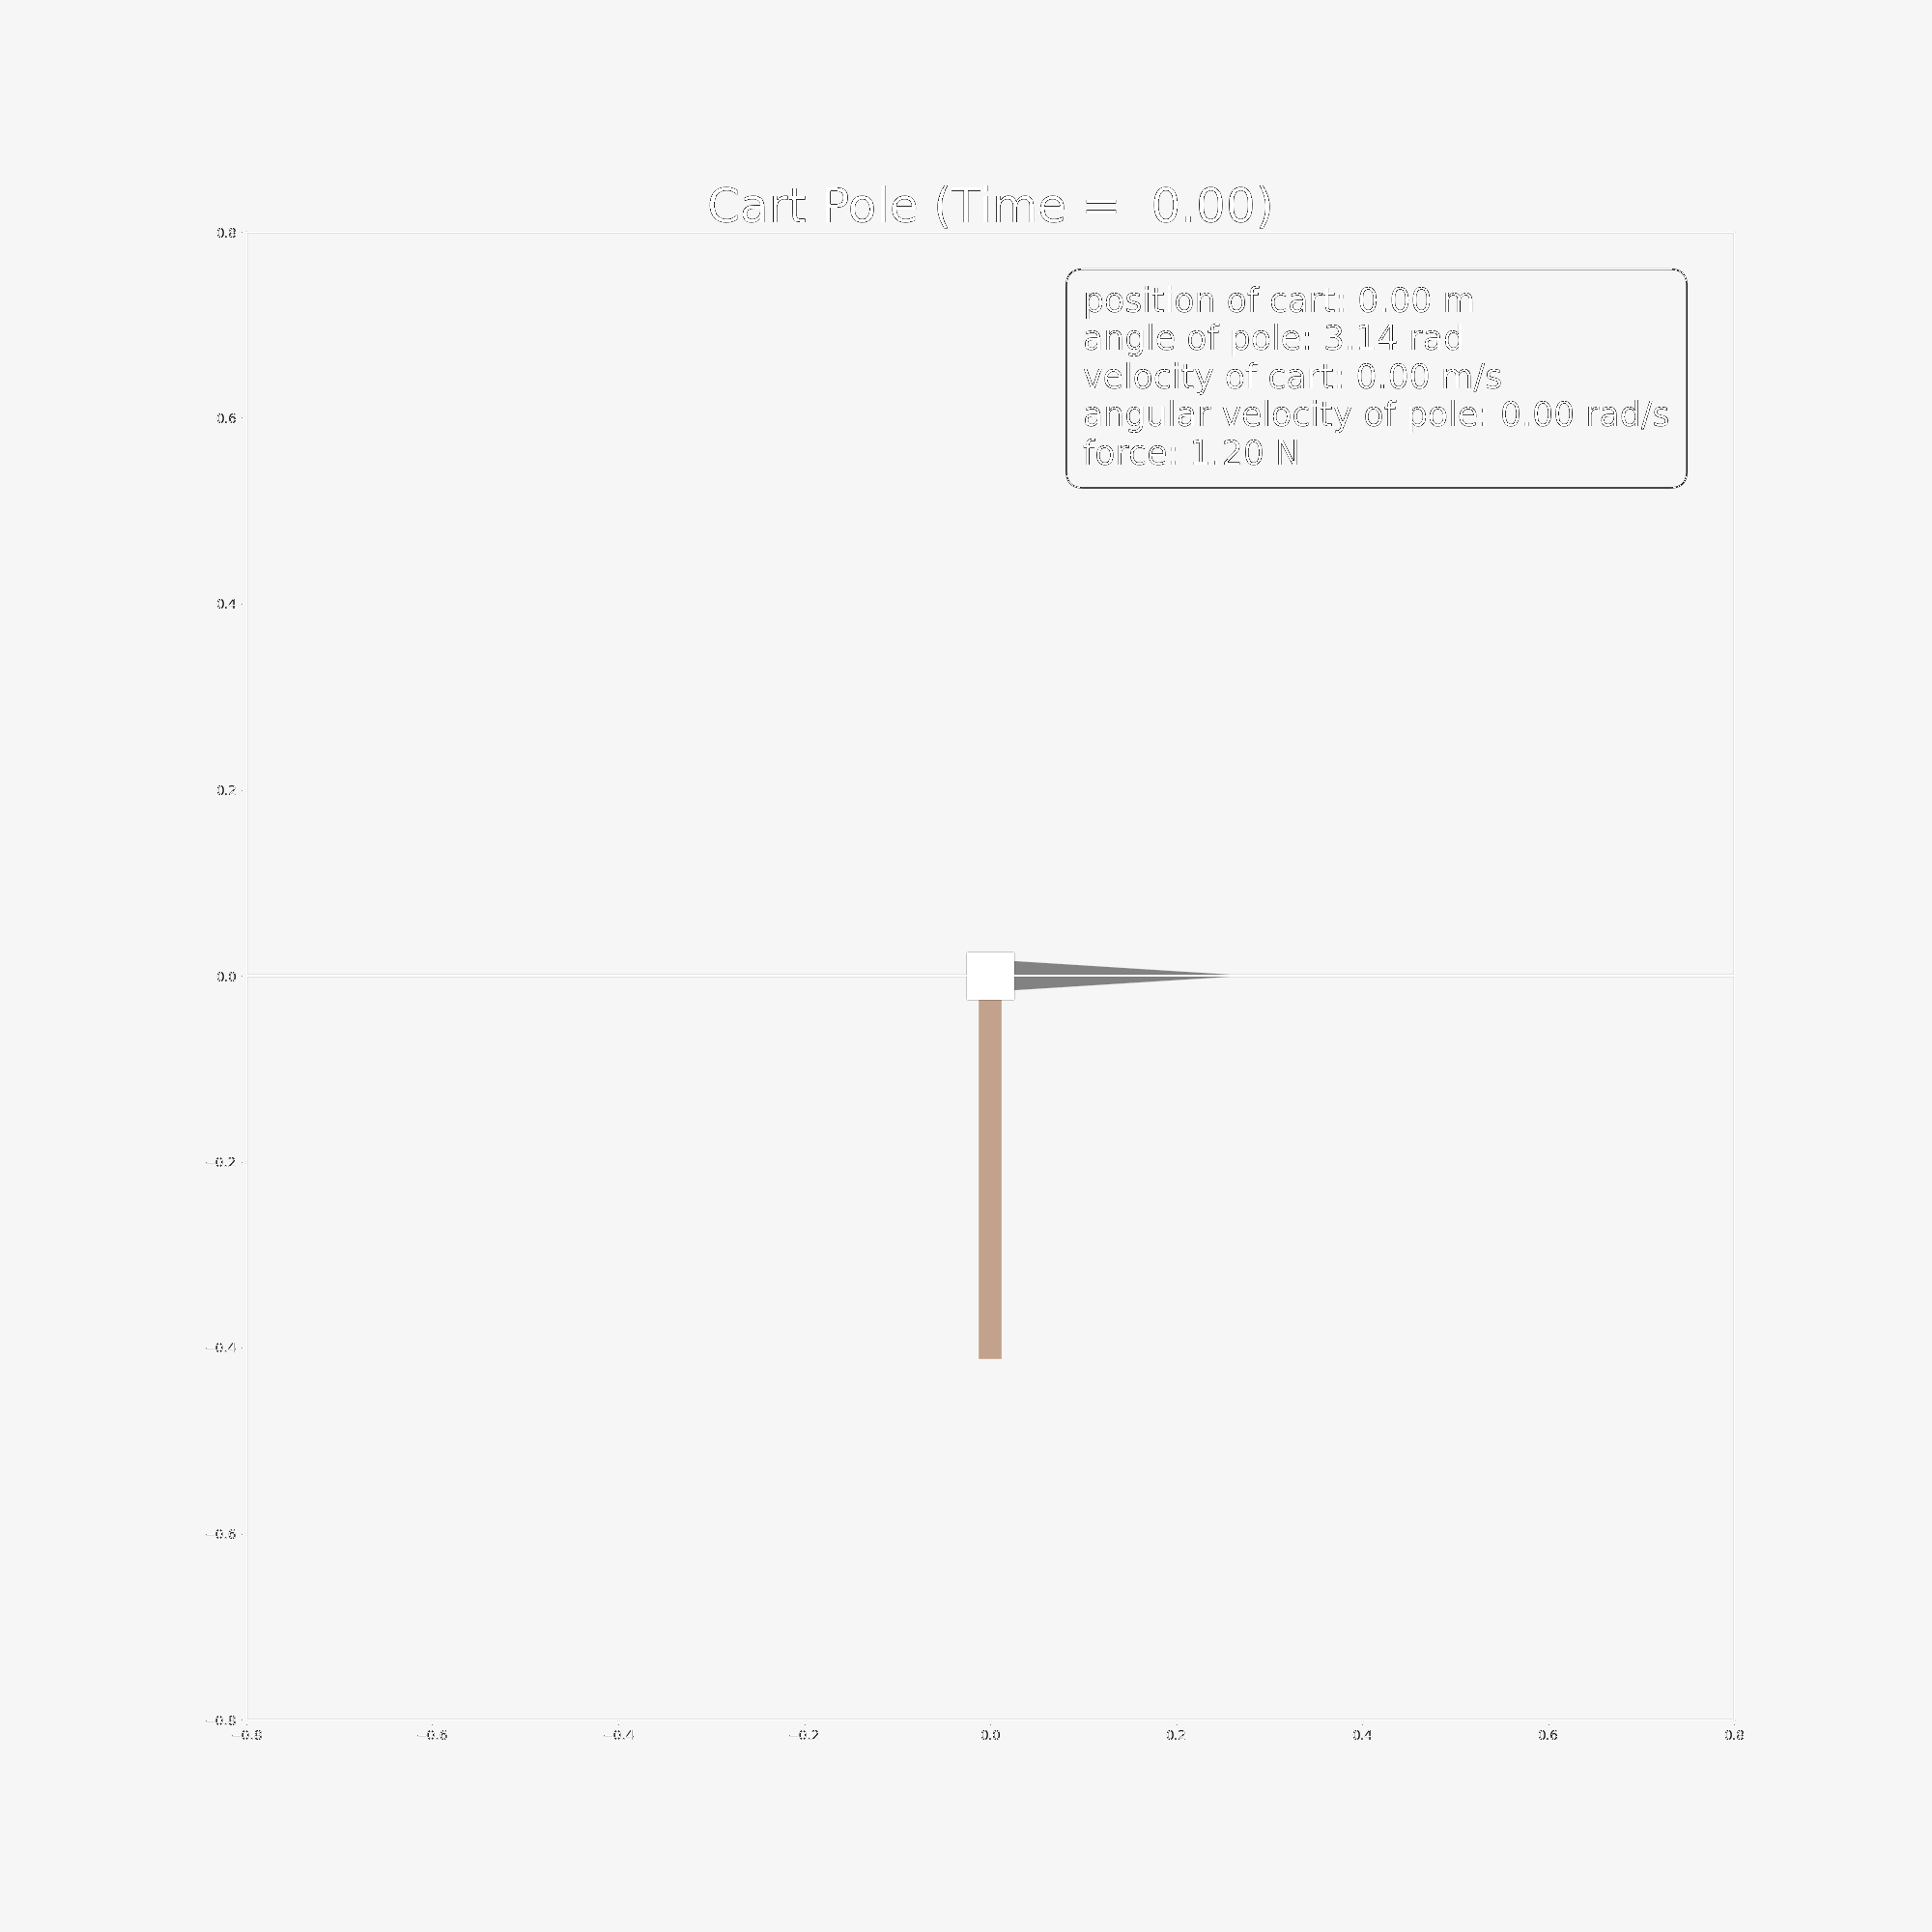 Cart Pole (Time =  0.00)
position of cart: 0.00 m
angle of pole: 3.14 rad
velocity of cart: 0.00 m/s
angular velocity of pole: 0.00 rad/s
force: 1.20 N
0.8
0.6
0.4
0.2
0.0
−0.2
−0.4
−0.6
−0.8
−0.8 −0.6 −0.4 −0.2 0.0 0.2 0.4 0.6 0.8